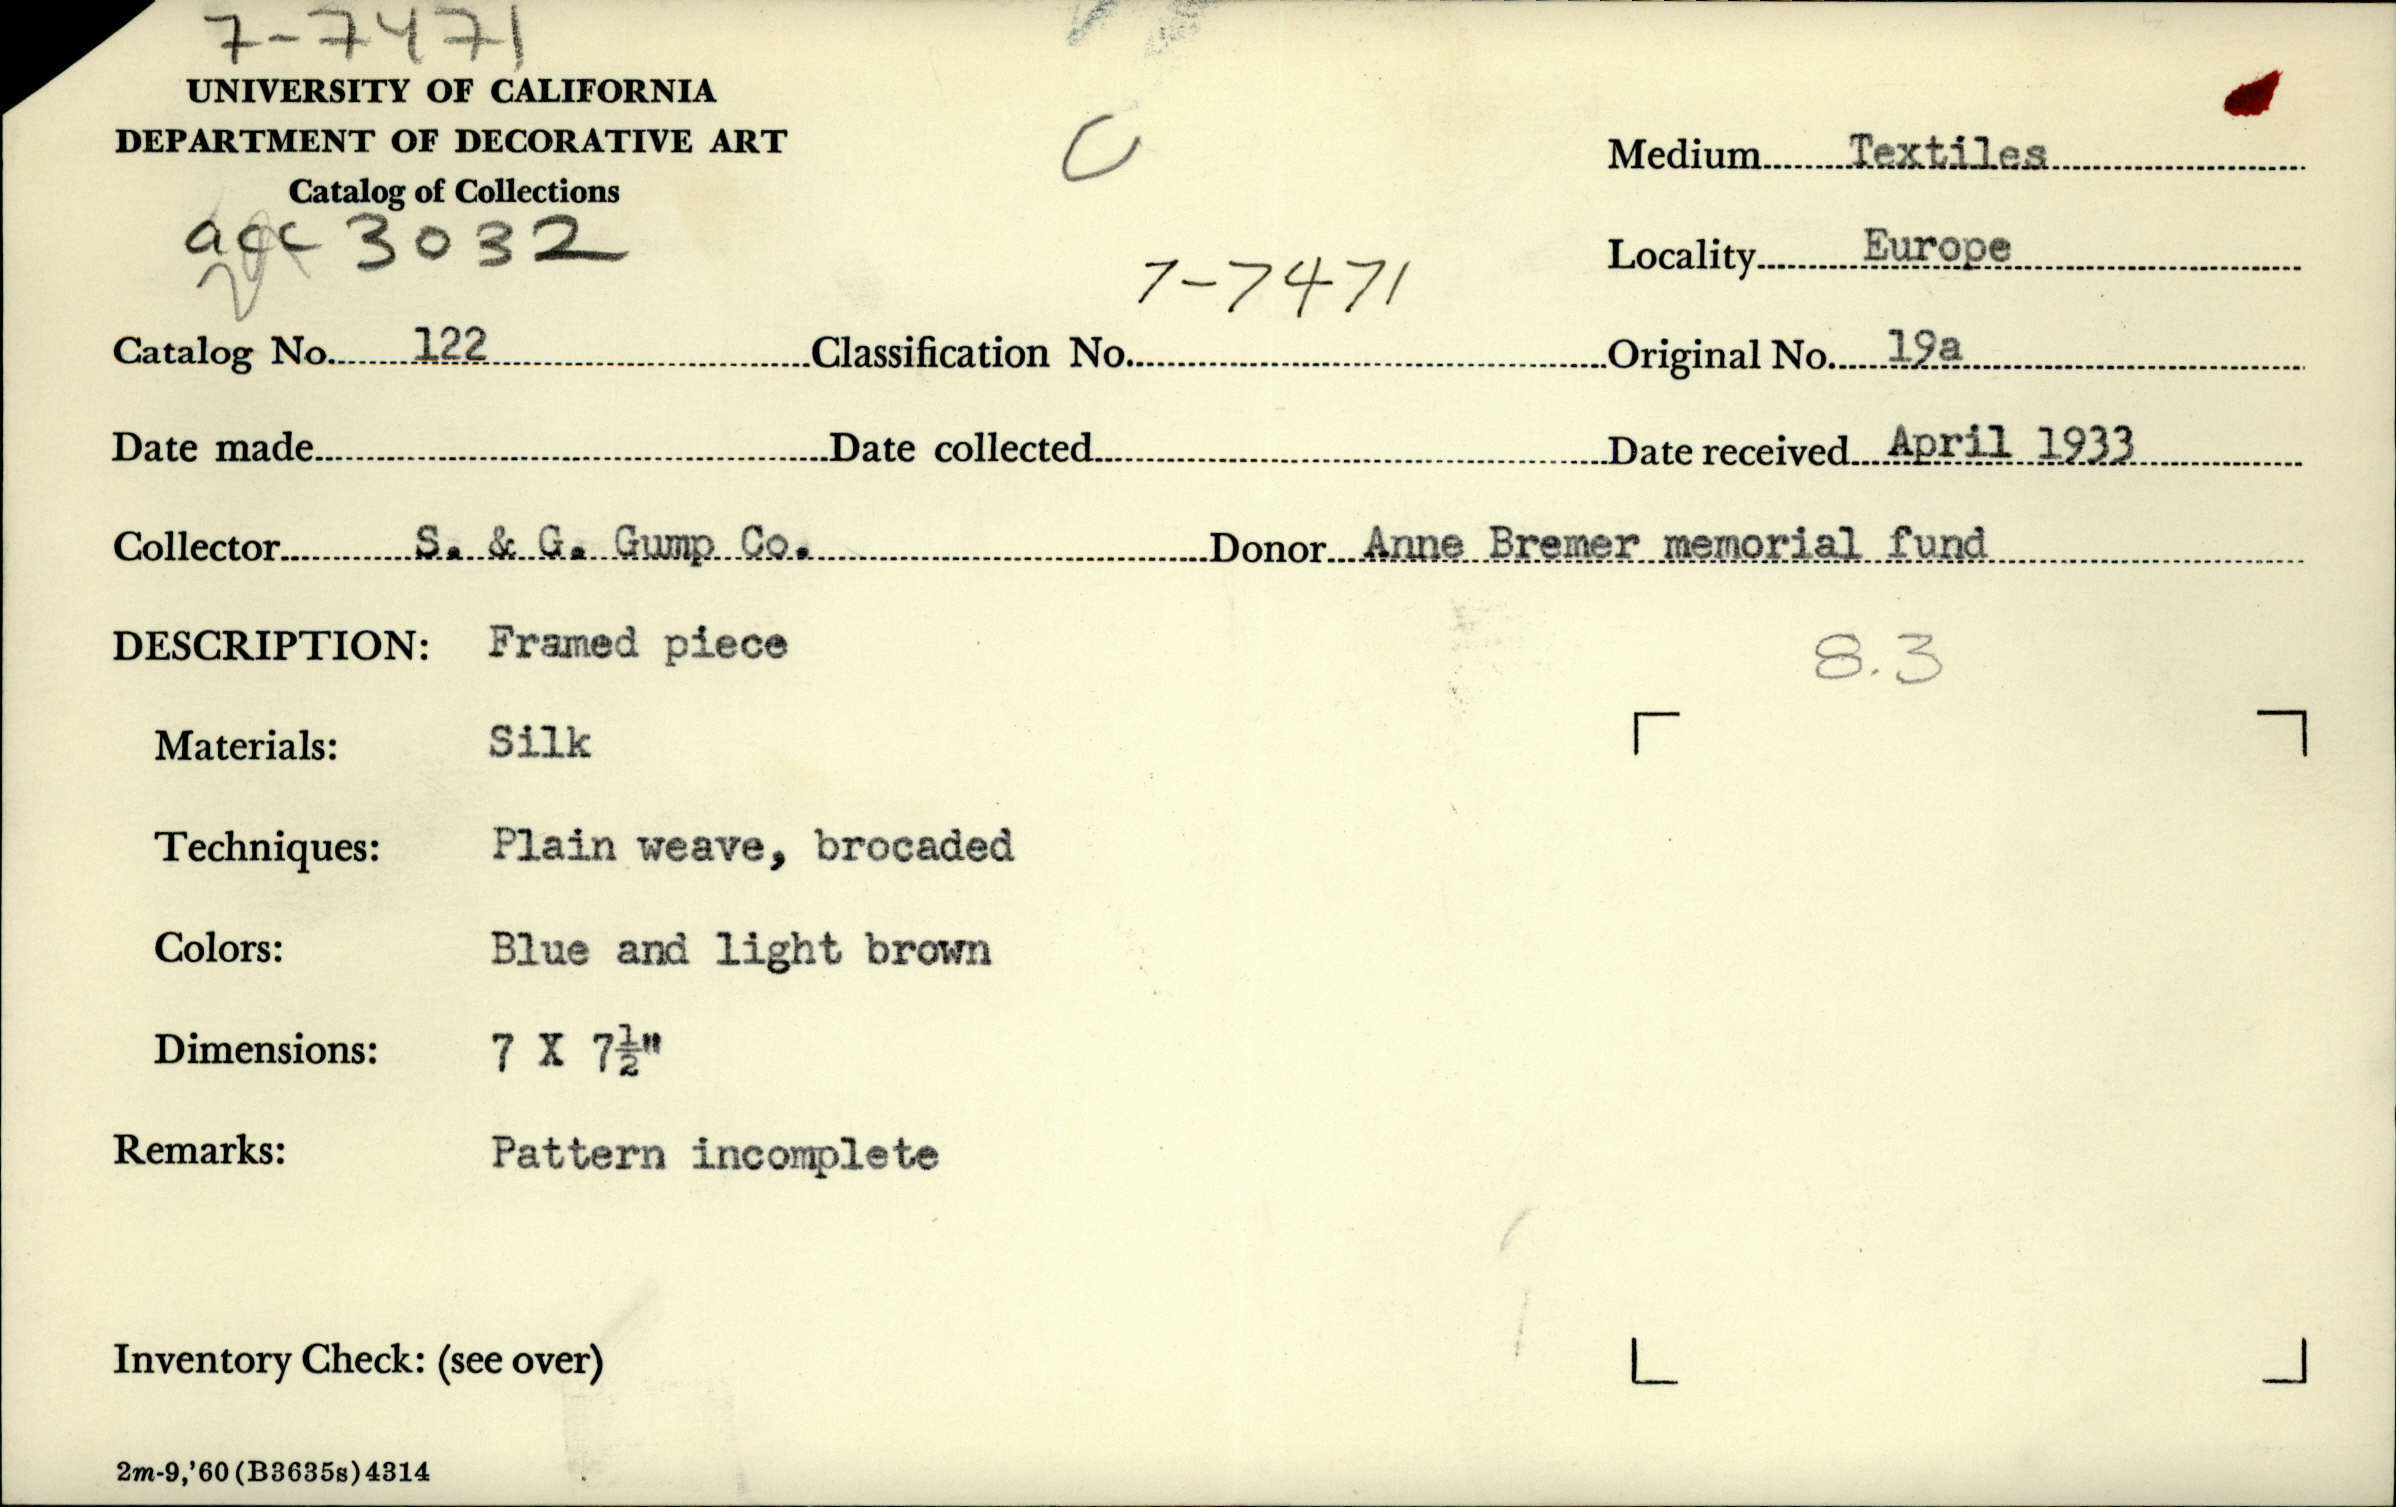 7-7471
UNIVERSITY OF CALIFORNIA
DEPARTMENT OF DECORATIVE ART
Catalog of Collections
acc 3032
C
7-7471
Medium Textiles
Locality Europe
Catalog No. 122 Classification No. Original No. 19a
Date made Date collected Date received April 1933
Collector S. & G. Gump Co. Donor Anne Bremer memorial fund
DESCRIPTION: Framed piece
8.3
Materials: Silk
Techniques: Plain weave, brocaded
Colors: Blue and light brown
Dimensions: 7 X 7½"
Remarks: Pattern incomplete
Inventory Check: (see over)
2m-9,'60(B3635s)4314